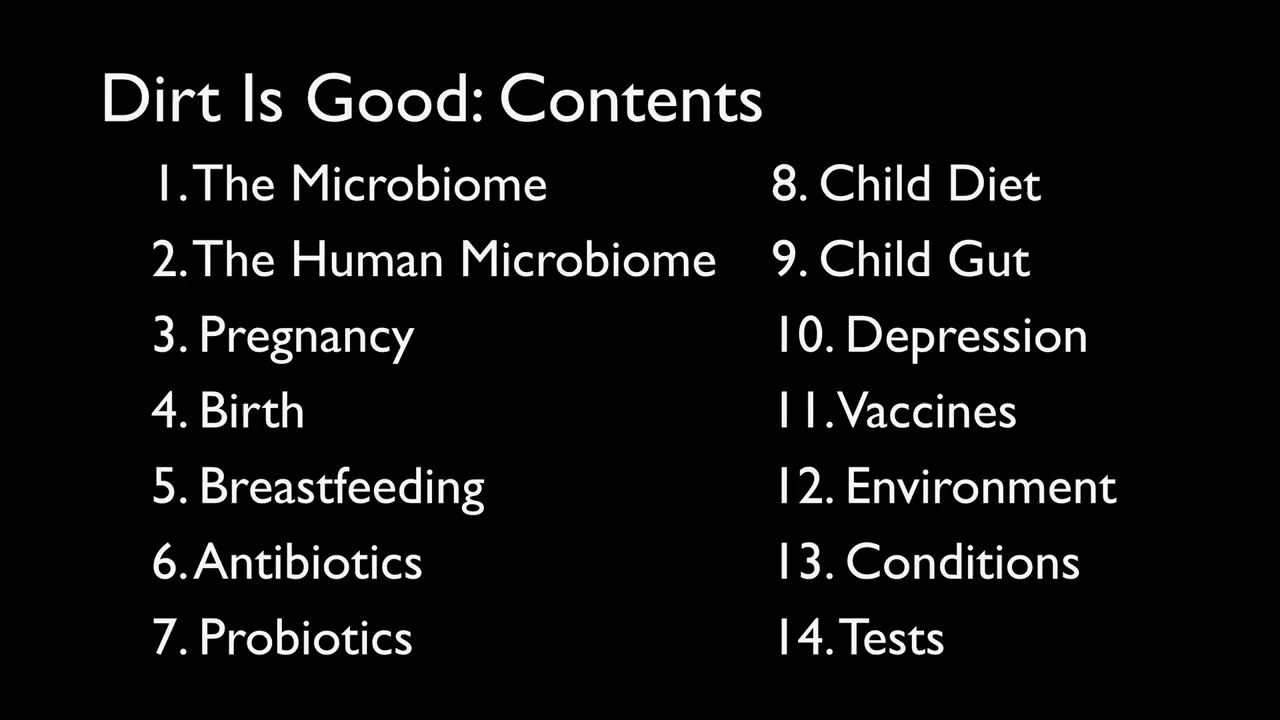 Dirt Is Good: Contents
1. The Microbiome
2. The Human Microbiome
3. Pregnancy
4. Birth
5. Breastfeeding
6. Antibiotics
7. Probiotics
8. Child Diet
9. Child Gut
10. Depression
11. Vaccines
12. Environment
13. Conditions
14. Tests